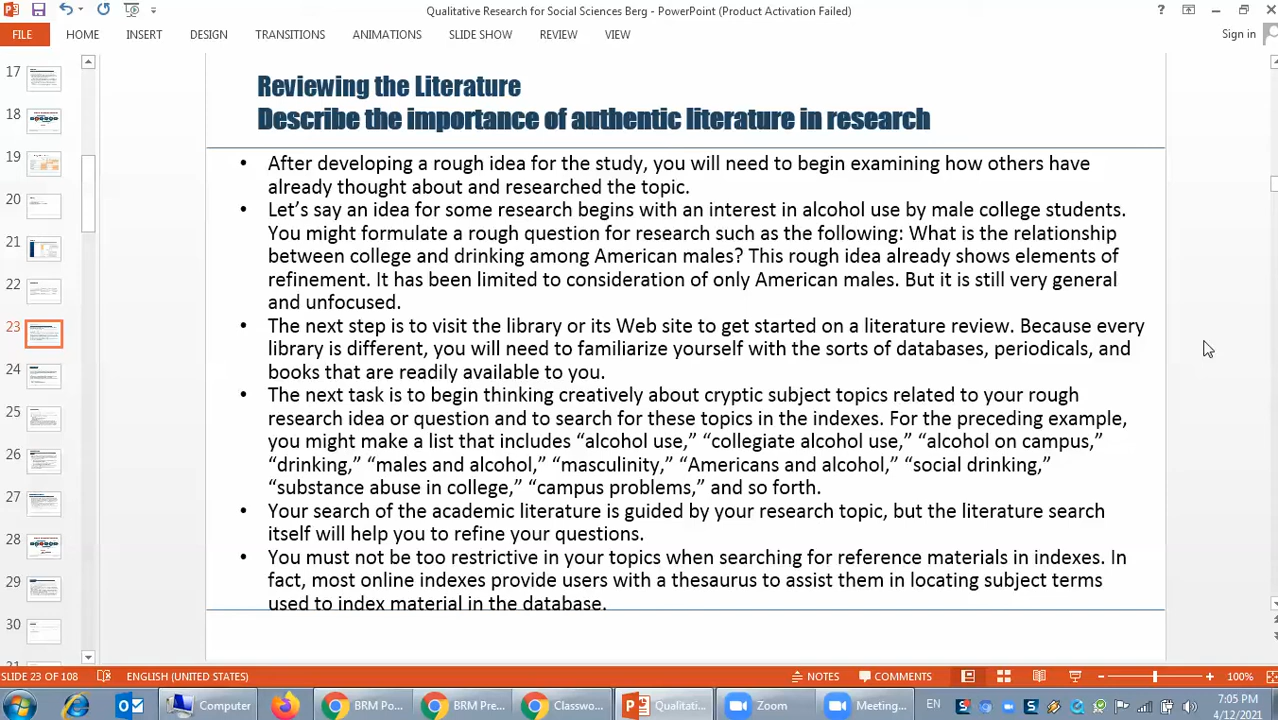 Qualitative Research for Social Sciences Berg - PowerPoint (Product Activation Failed)
FILE HOME INSERT DESIGN TRANSITIONS ANIMATIONS SLIDE SHOW REVIEW VIEW Sign in
Reviewing the Literature
Describe the importance of authentic literature in research
• After developing a rough idea for the study, you will need to begin examining how others have
already thought about and researched the topic.
• Let’s say an idea for some research begins with an interest in alcohol use by male college students.
You might formulate a rough question for research such as the following: What is the relationship
between college and drinking among American males? This rough idea already shows elements of
refinement. It has been limited to consideration of only American males. But it is still very general
and unfocused.
• The next step is to visit the library or its Web site to get started on a literature review. Because every
library is different, you will need to familiarize yourself with the sorts of databases, periodicals, and
books that are readily available to you.
• The next task is to begin thinking creatively about cryptic subject topics related to your rough
research idea or question and to search for these topics in the indexes. For the preceding example,
you might make a list that includes “alcohol use,” “collegiate alcohol use,” “alcohol on campus,”
“drinking,” “males and alcohol,” “masculinity,” “Americans and alcohol,” “social drinking,”
“substance abuse in college,” “campus problems,” and so forth.
• Your search of the academic literature is guided by your research topic, but the literature search
itself will help you to refine your questions.
• You must not be too restrictive in your topics when searching for reference materials in indexes. In
fact, most online indexes provide users with a thesaurus to assist them in locating subject terms
used to index material in the database.
17
18
19
20
21
22
23
24
25
26
27
28
29
30
SLIDE 23 OF 108 ENGLISH (UNITED STATES) NOTES COMMENTS 100%
Computer BRM Po... BRM Pre... Classwo... Qualitati... Zoom Meeting... EN 7:05 PM
4/12/2021